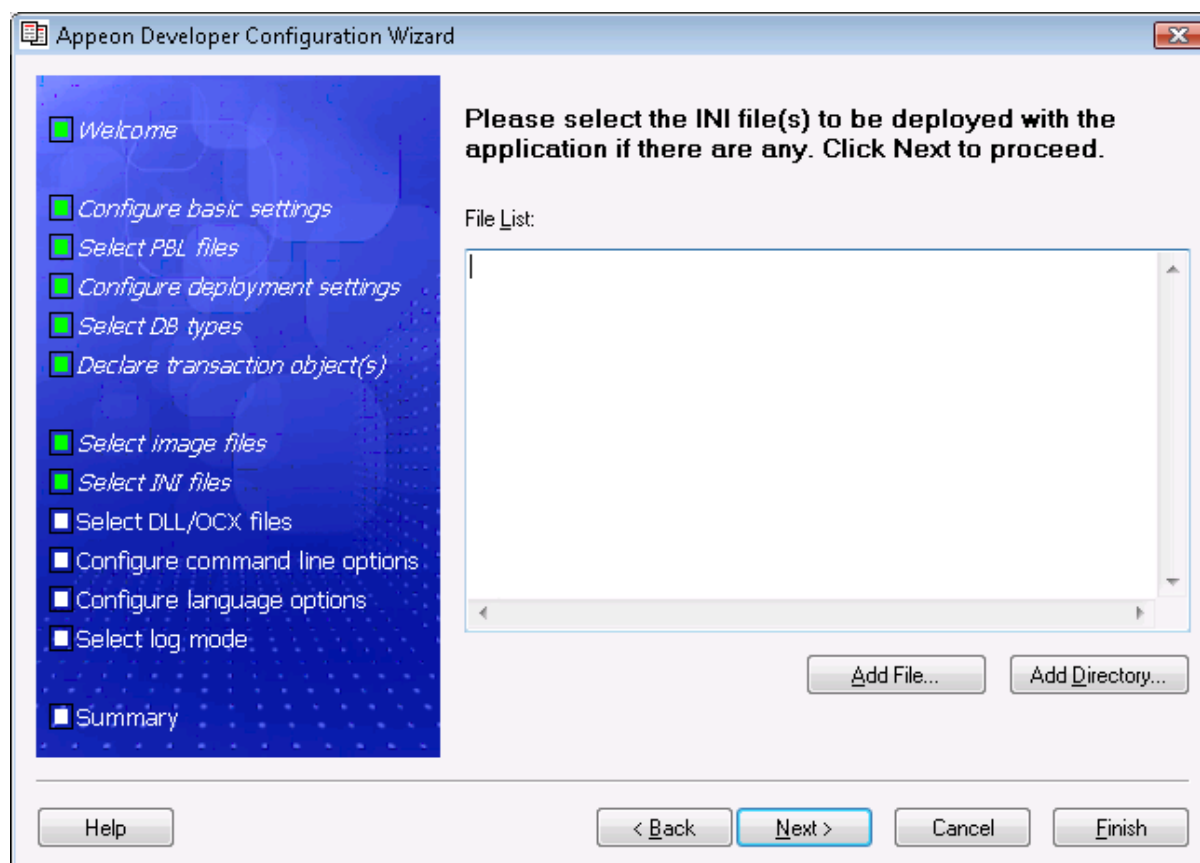 Appeon Developer Configuration Wizard
Welcome
Configure basic settings
Select PBL files
Configure deployment settings
Select DB types
Declare transaction object(s)
Select image files
Select INI files
Select DLL/OCX files
Configure command line options
Configure language options
Select log mode
Summary
Please select the INI file(s) to be deployed with the
application if there are any. Click Next to proceed.
File List:
Add File...
Add Directory...
Help
< Back
Next >
Cancel
Finish